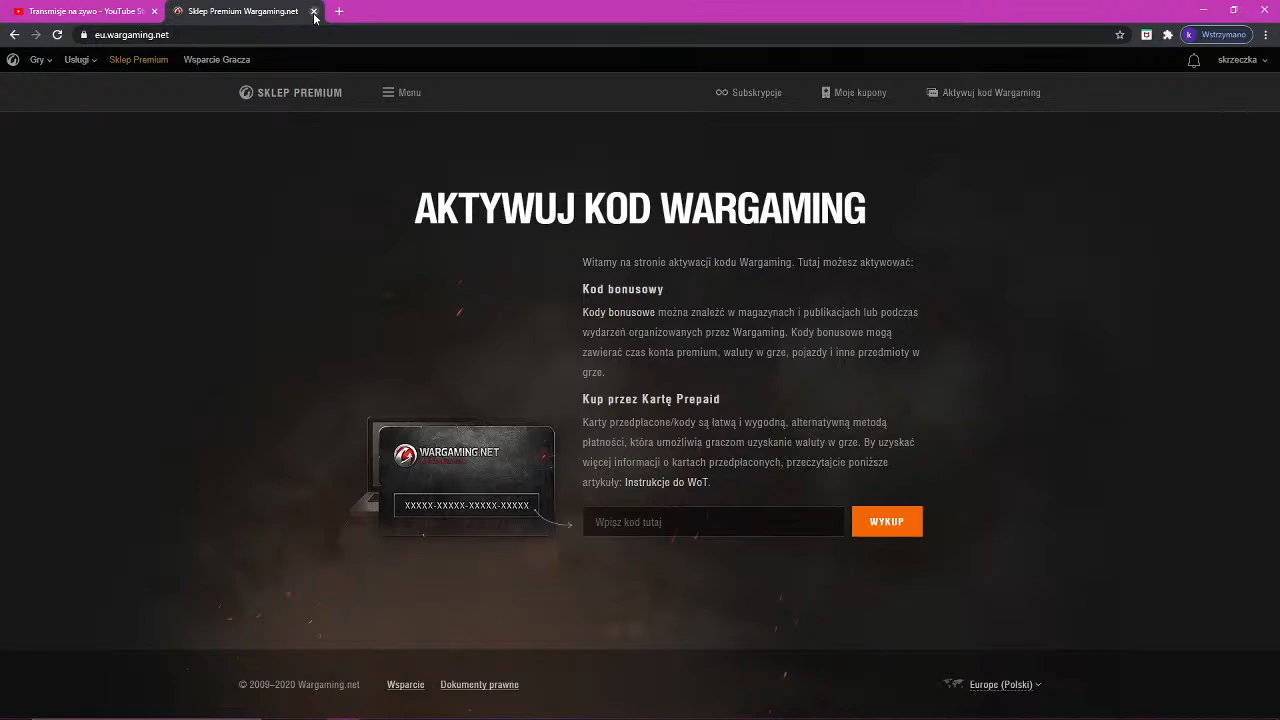 Transmisje na żywo - YouTube St
Sklep Premium Wargaming.net
eu.wargaming.net
k Wstrzymano
Gry Usługi Sklep Premium Wsparcie Gracza
skrzeczka
SKLEP PREMIUM
Menu
Subskrypcje
Moje kupony
Aktywuj kod Wargaming
AKTYWUJ KOD WARGAMING
Witamy na stronie aktywacji kodu Wargaming. Tutaj możesz aktywować:
Kod bonusowy
Kody bonusowe można znaleźć w magazynach i publikacjach lub podczas
wydarzeń organizowanych przez Wargaming. Kody bonusowe mogą
zawierać czas konta premium, waluty w grze, pojazdy i inne przedmioty w
grze.
Kup przez Kartę Prepaid
Karty przedpłacone/kody są łatwą i wygodną, alternatywną metodą
płatności, która umożliwia graczom uzyskanie waluty w grze. By uzyskać
więcej informacji o kartach przedpłaconych, przeczytajcie poniższe
artykuły: Instrukcje do WoT.
WARGAMING.NET
XXXXX-XXXXX-XXXXX-XXXXX
Wpisz kod tutaj
WYKUP
© 2009–2020 Wargaming.net
Wsparcie
Dokumenty prawne
Europe (Polski)